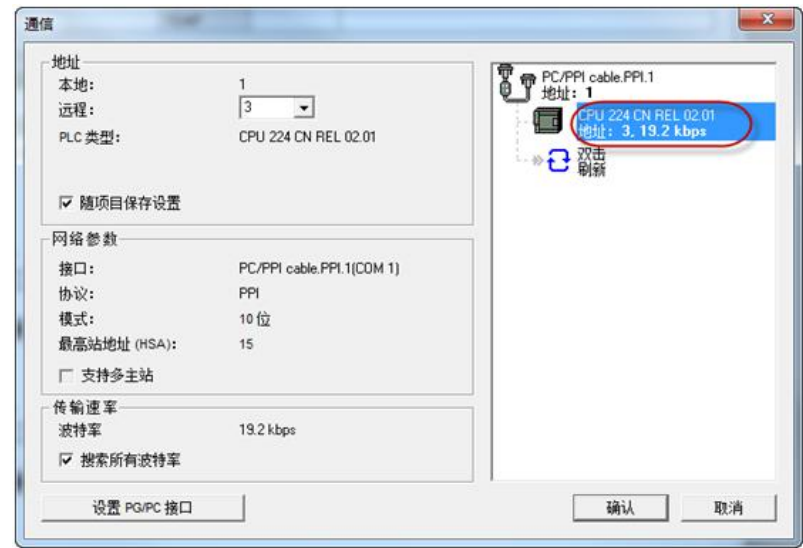 通信
地址
本地： 1
远程： 3
PLC 类型： CPU 224 CN REL 02.01
随项目保存设置
网络参数
接口： PC/PPI cable.PPI.1(COM 1)
协议： PPI
模式： 10 位
最高站地址 (HSA)： 15
支持多主站
传输速率
波特率 19.2 kbps
搜索所有波特率
设置 PG/PC 接口
PC/PPI cable.PPI.1
地址： 1
CPU 224 CN REL 02.01
地址： 3, 19.2 kbps
双击
刷新
确认
取消